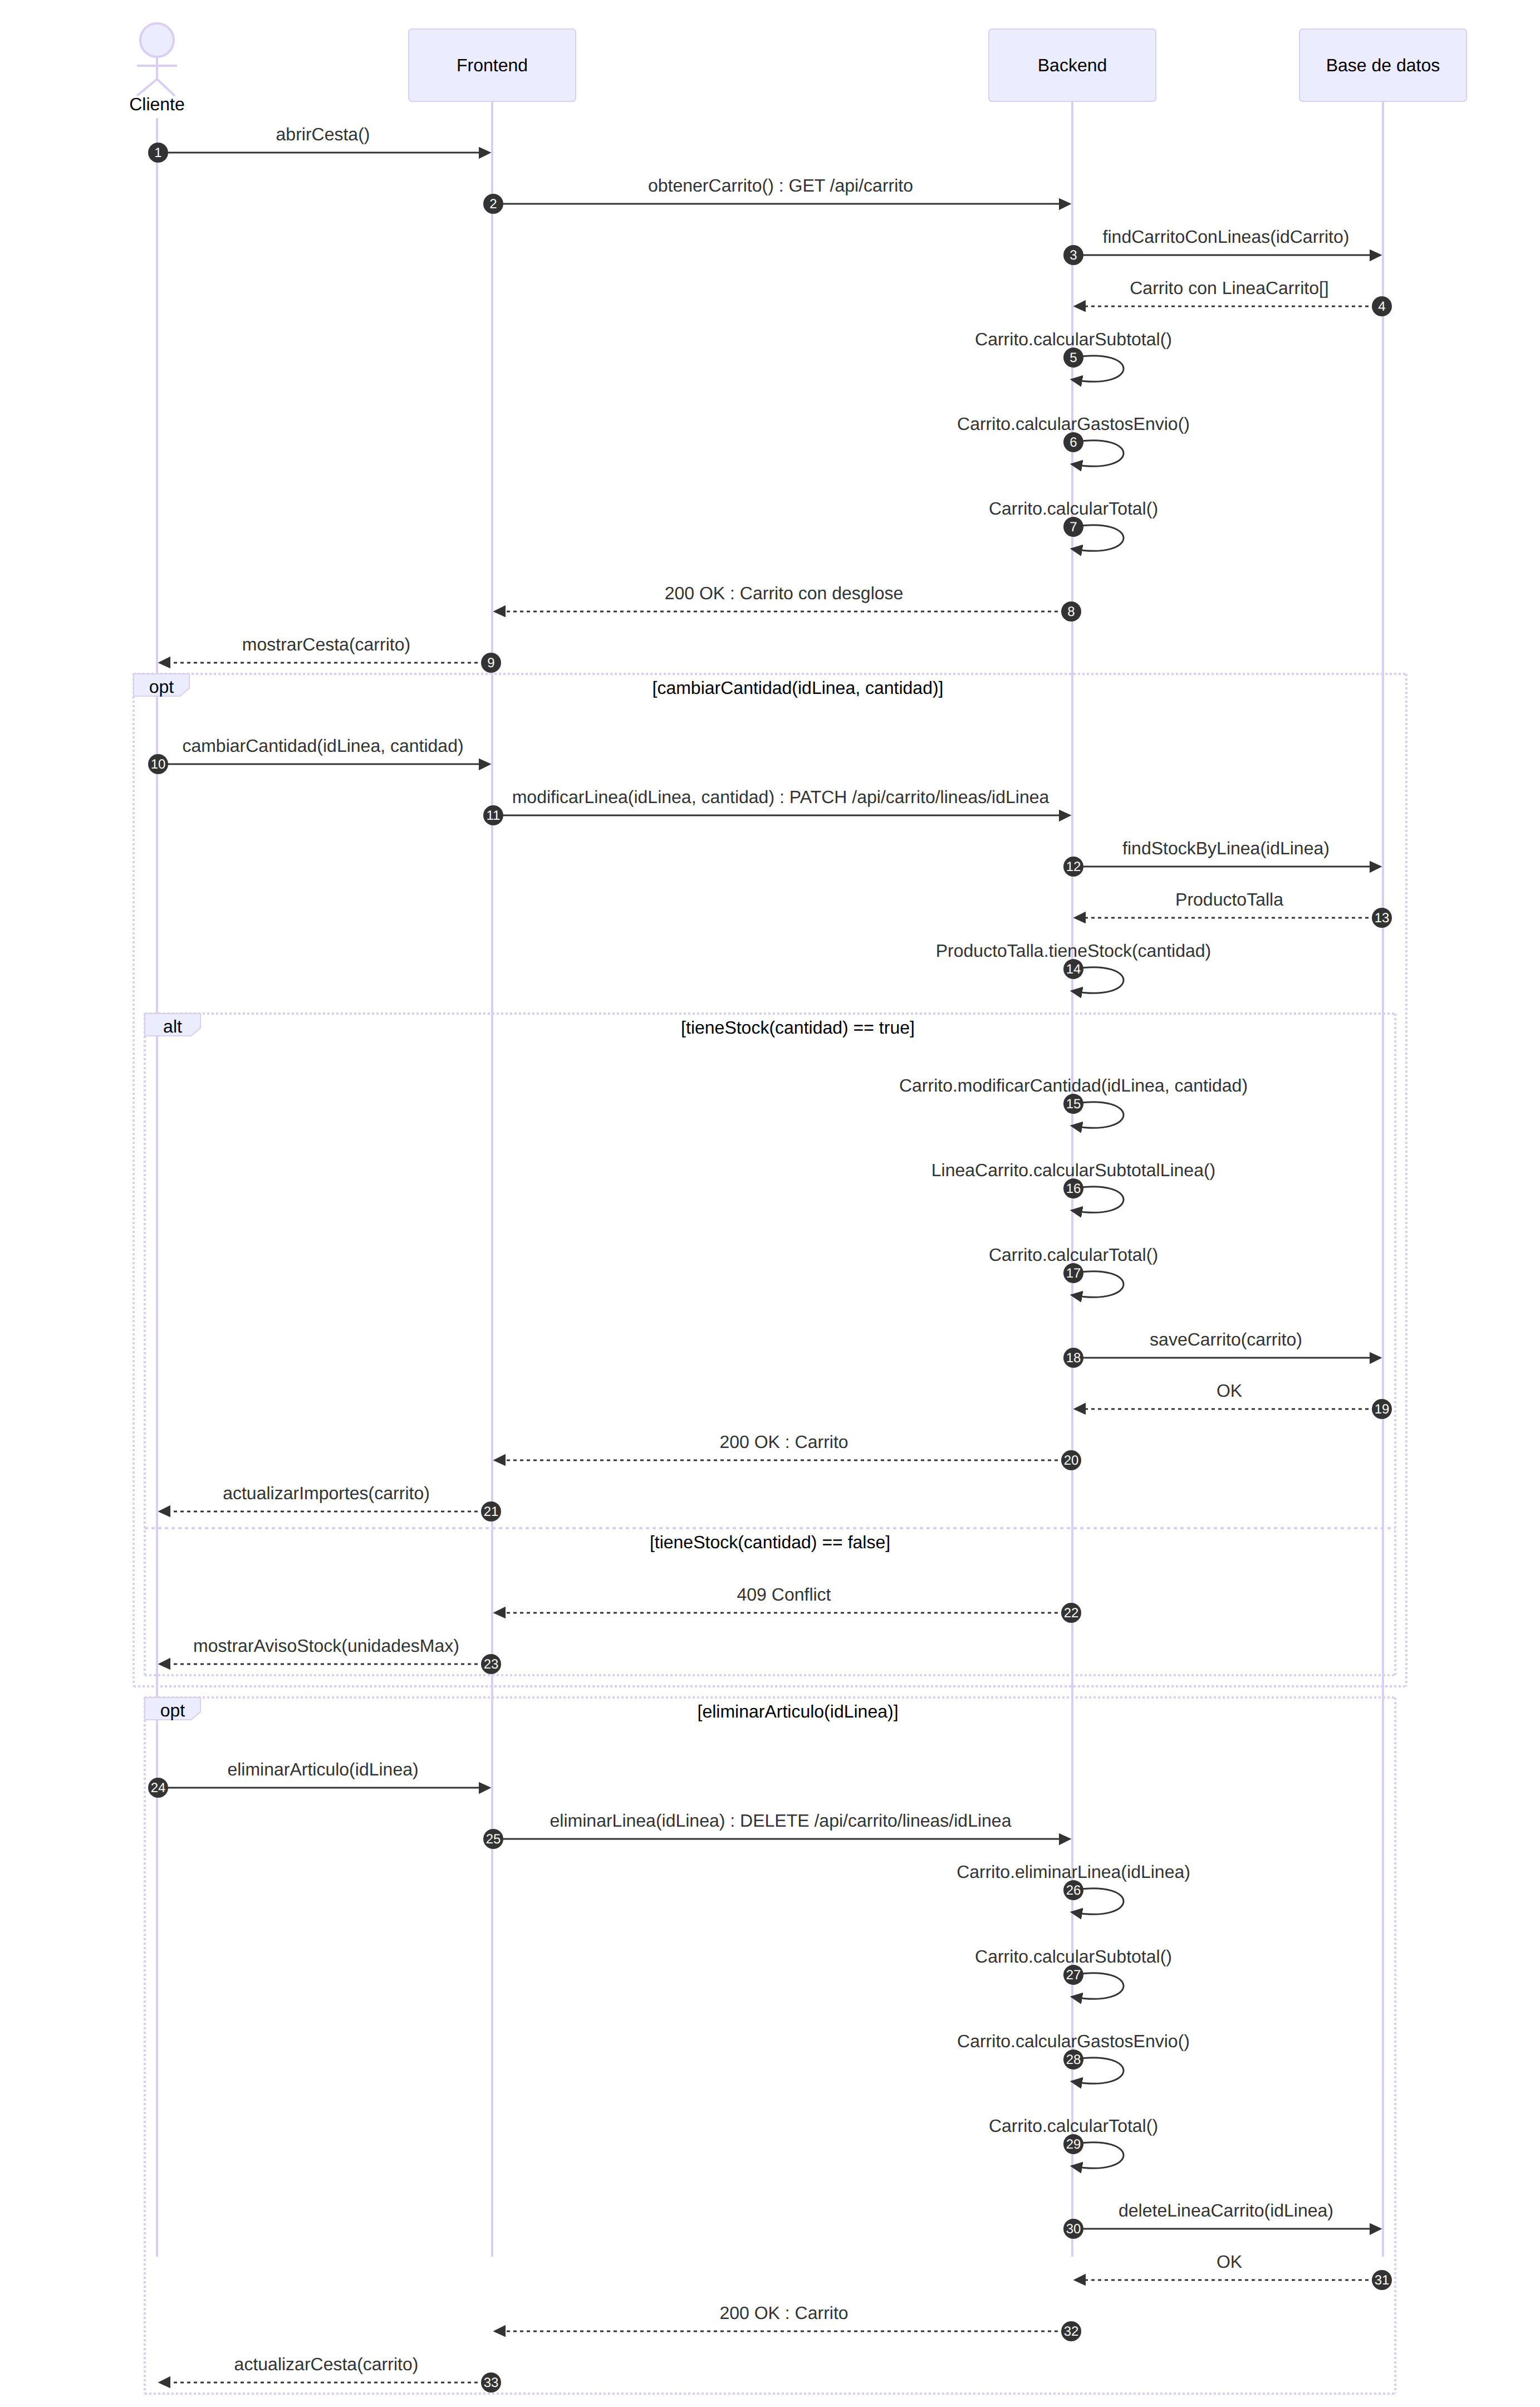 Cliente
Frontend
Backend
Base de datos
abrirCesta()
1
obtenerCarrito() : GET /api/carrito
2
findCarritoConLineas(idCarrito)
3
Carrito con LineaCarrito[]
4
Carrito.calcularSubtotal()
5
Carrito.calcularGastosEnvio()
6
Carrito.calcularTotal()
7
200 OK : Carrito con desglose
8
mostrarCesta(carrito)
9
opt
[cambiarCantidad(idLinea, cantidad)]
cambiarCantidad(idLinea, cantidad)
10
modificarLinea(idLinea, cantidad) : PATCH /api/carrito/lineas/idLinea
11
findStockByLinea(idLinea)
12
ProductoTalla
13
ProductoTalla.tieneStock(cantidad)
14
alt
[tieneStock(cantidad) == true]
Carrito.modificarCantidad(idLinea, cantidad)
15
LineaCarrito.calcularSubtotalLinea()
16
Carrito.calcularTotal()
17
saveCarrito(carrito)
18
OK
19
200 OK : Carrito
20
actualizarImportes(carrito)
21
[tieneStock(cantidad) == false]
409 Conflict
22
mostrarAvisoStock(unidadesMax)
23
opt
[eliminarArticulo(idLinea)]
eliminarArticulo(idLinea)
24
eliminarLinea(idLinea) : DELETE /api/carrito/lineas/idLinea
25
Carrito.eliminarLinea(idLinea)
26
Carrito.calcularSubtotal()
27
Carrito.calcularGastosEnvio()
28
Carrito.calcularTotal()
29
deleteLineaCarrito(idLinea)
30
OK
31
200 OK : Carrito
32
actualizarCesta(carrito)
33